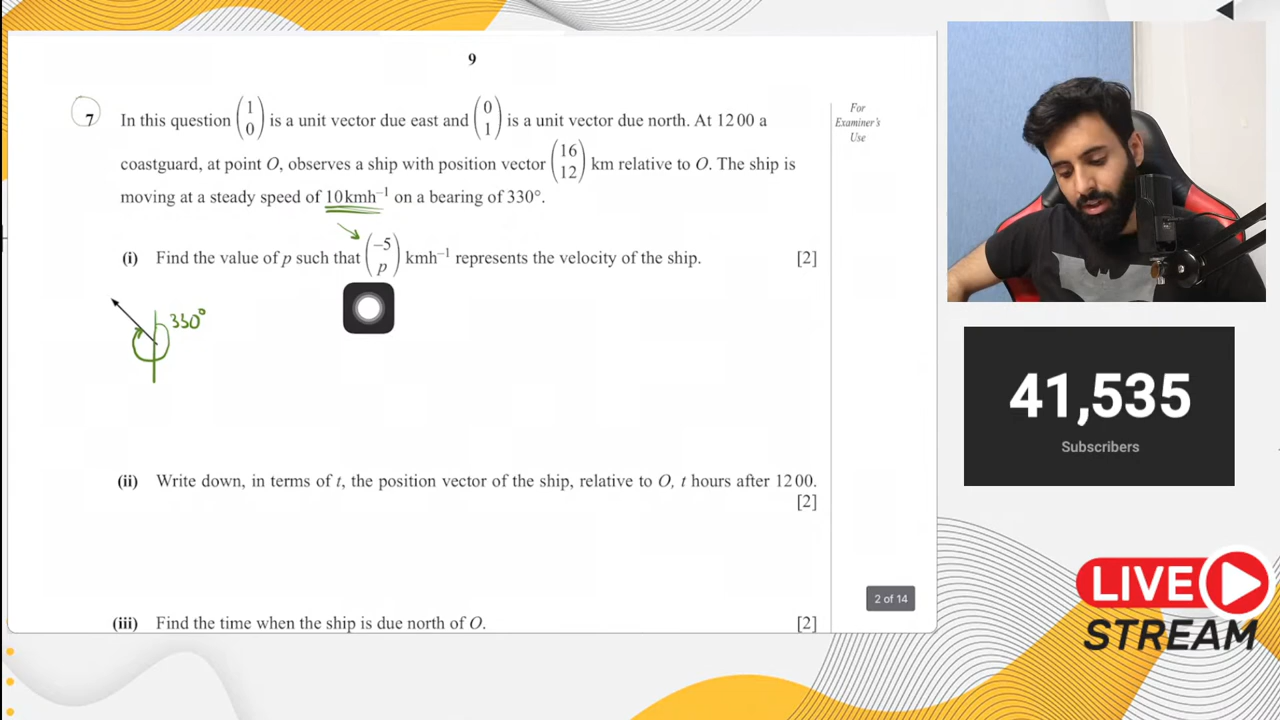 9
7 In this question (1 0) is a unit vector due east and (0 1) is a unit vector due north. At 12 00 a
coastguard, at point O, observes a ship with position vector (16 12) km relative to O. The ship is
moving at a steady speed of 10 kmh⁻¹ on a bearing of 330°.
(i) Find the value of p such that (−5 p) kmh⁻¹ represents the velocity of the ship. [2]
330°
(ii) Write down, in terms of t, the position vector of the ship, relative to O, t hours after 12 00.
[2]
(iii) Find the time when the ship is due north of O. [2]
For
Examiner's
Use
2 of 14
41,535
Subscribers
LIVE
STREAM